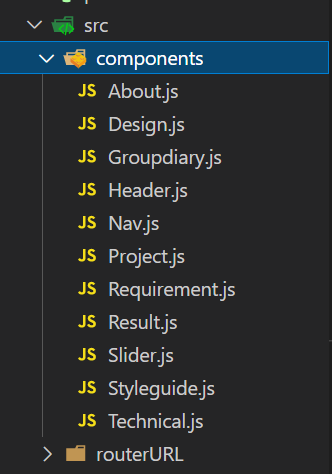 src
components
JS About.js
JS Design.js
JS Groupdiary.js
JS Header.js
JS Nav.js
JS Project.js
JS Requirement.js
JS Result.js
JS Slider.js
JS Styleguide.js
JS Technical.js
routerURL